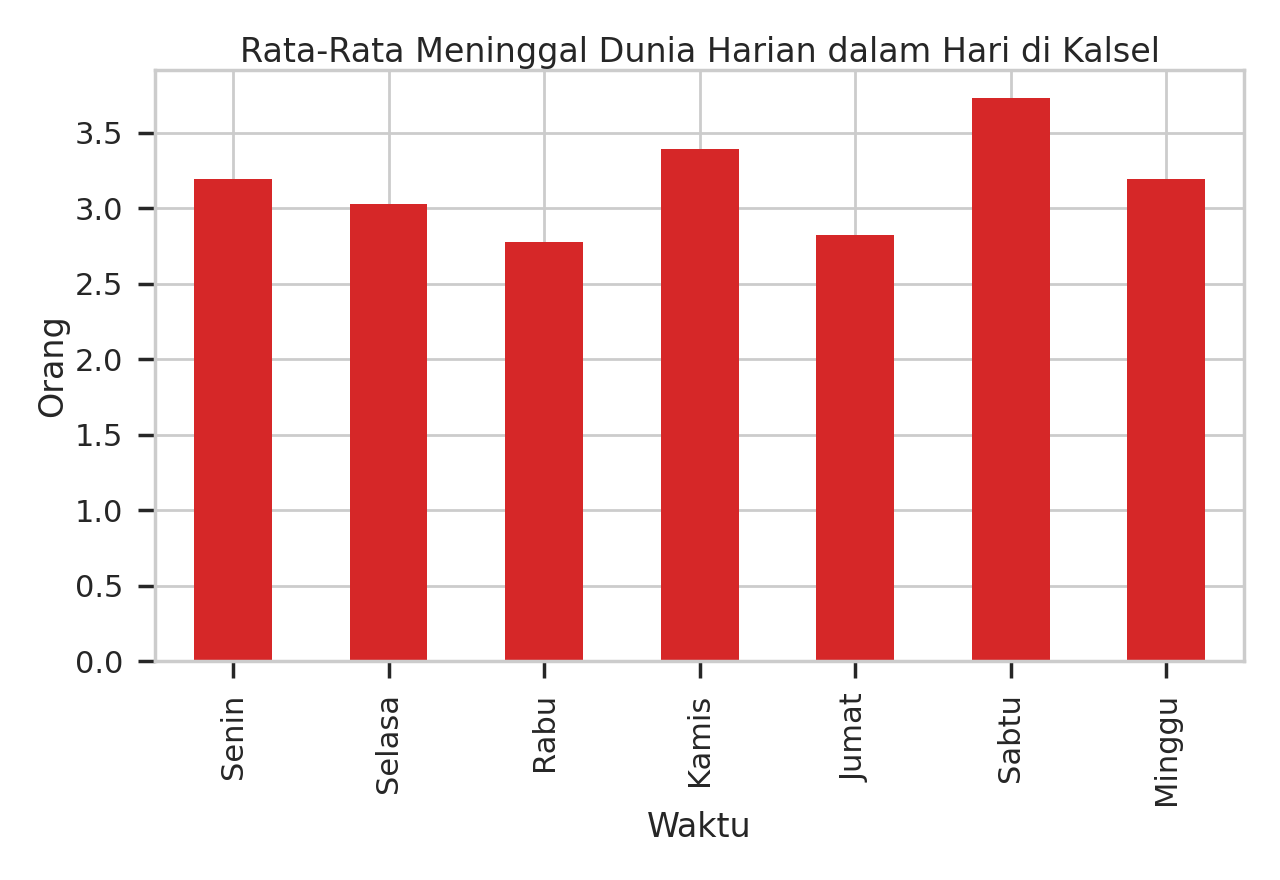 Rata-Rata Meninggal Dunia Harian dalam Hari di Kalsel
Orang
3.5
3.0
2.5
2.0
1.5
1.0
0.5
0.0
Senin
Selasa
Rabu
Kamis
Jumat
Sabtu
Minggu
Waktu